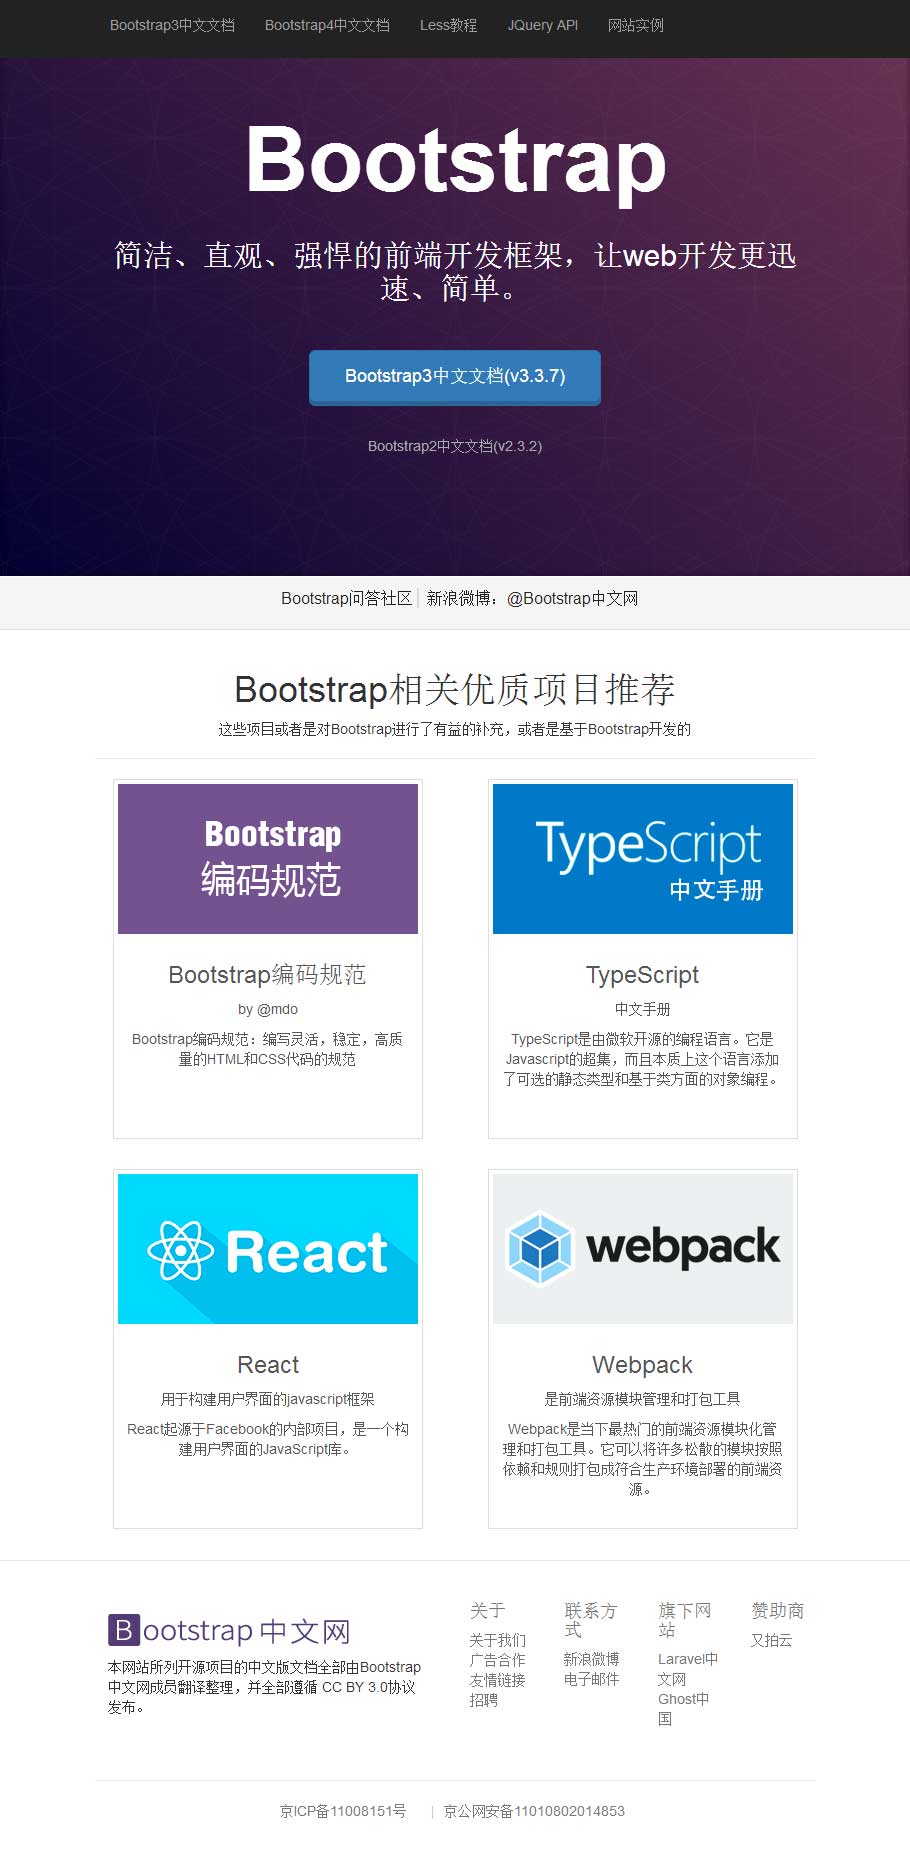 Bootstrap3中文文档 Bootstrap4中文文档 Less教程 JQuery API 网站实例
Bootstrap
简洁、直观、强悍的前端开发框架，让web开发更迅
速、简单。
Bootstrap3中文文档(v3.3.7)
Bootstrap2中文文档(v2.3.2)
Bootstrap问答社区 | 新浪微博：@Bootstrap中文网
Bootstrap相关优质项目推荐
这些项目或者是对Bootstrap进行了有益的补充，或者是基于Bootstrap开发的
Bootstrap
编码规范
Bootstrap编码规范
by @mdo
Bootstrap编码规范：编写灵活，稳定，高质
量的HTML和CSS代码的规范
TypeScript
中文手册
TypeScript
中文手册
TypeScript是由微软开源的编程语言。它是
Javascript的超集，而且本质上这个语言添加
了可选的静态类型和基于类方面的对象编程。
React
React
用于构建用户界面的javascript框架
React起源于Facebook的内部项目，是一个构
建用户界面的JavaScript库。
webpack
Webpack
是前端资源模块管理和打包工具
Webpack是当下最热门的前端资源模块化管
理和打包工具。它可以将许多松散的模块按照
依赖和规则打包成符合生产环境部署的前端资
源。
Bootstrap 中文网
本网站所列开源项目的中文版文档全部由Bootstrap
中文网成员翻译整理，并全部遵循 CC BY 3.0协议
发布。
关于
关于我们
广告合作
友情链接
招聘
联系方
式
新浪微博
电子邮件
旗下网
站
Laravel中
文网
Ghost中
国
赞助商
又拍云
京ICP备11008151号 | 京公网安备11010802014853